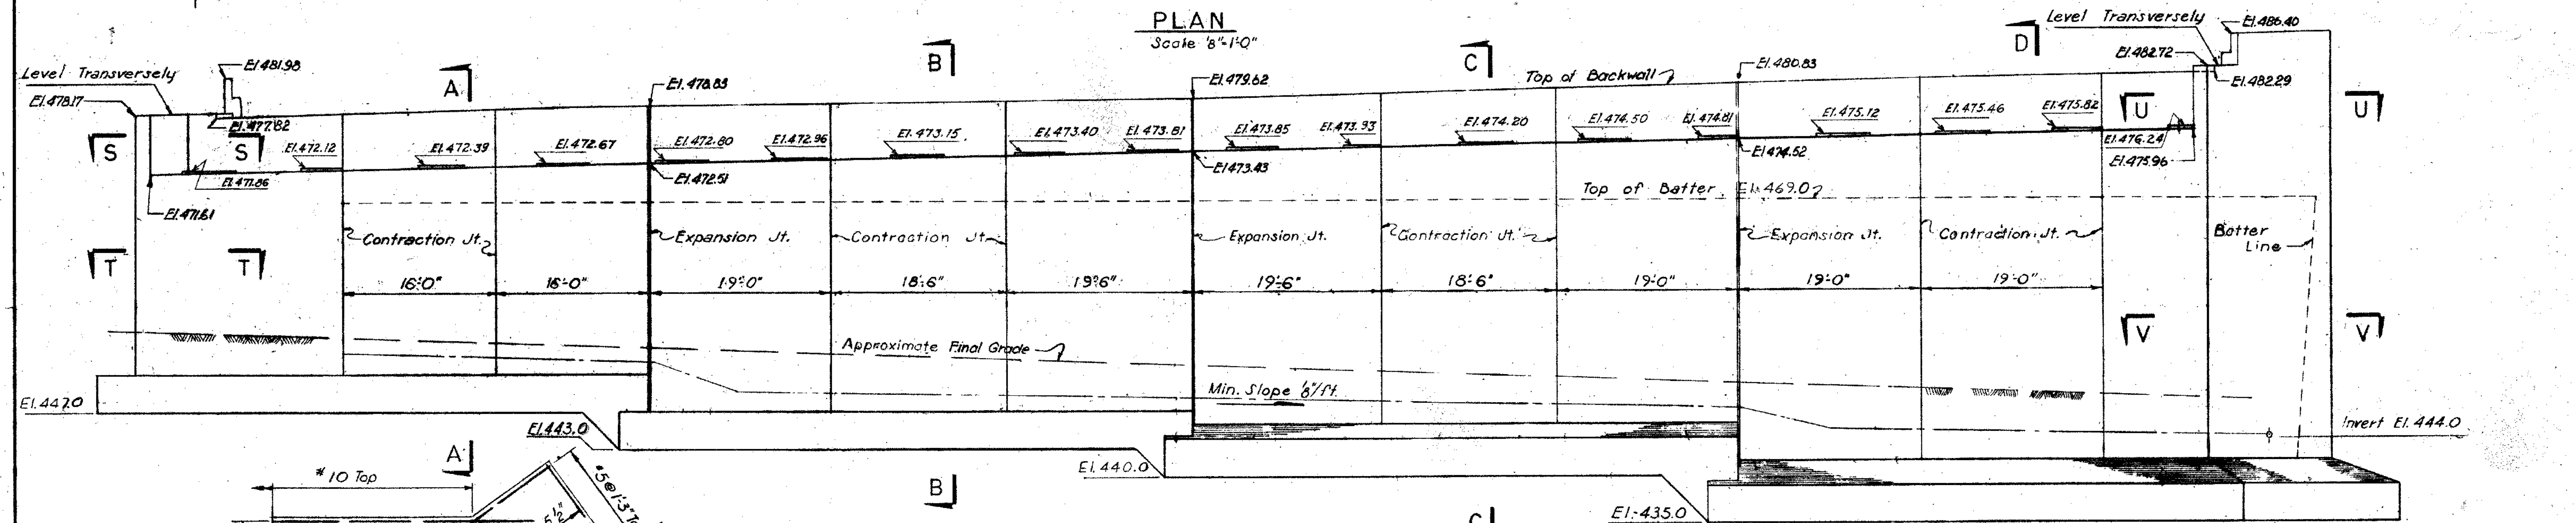 PLAN
Scale ⅛"=1'-0"
Level Transversely
El. 486.40
D
El. 482.72
El. 482.29
B
C
Top of Backwall
El. 480.83
El. 479.62
El. 478.83
A
El. 481.98
Level Transversely
El. 478.17
El. 477.82
S
S
U
U
El. 472.12
El. 472.39
El. 472.67
El. 472.80
El. 472.96
El. 473.15
El. 473.40
El. 473.81
El. 473.85
El. 473.93
El. 474.20
El. 474.50
El. 474.81
El. 475.12
El. 475.46
El. 475.82
El. 476.24
El. 475.96
El. 471.86
El. 471.61
El. 472.51
El. 473.43
El. 474.52
Top of Batter El. 469.0
Contraction Jt.
Expansion Jt.
Contraction Jt.
Expansion Jt.
Contraction Jt.
Expansion Jt.
Contraction Jt.
Batter
Line
T
T
16'-0"
16'-0"
19'-0"
18'-6"
19'-6"
19'-6"
18'-6"
19'-0"
19'-0"
19'-0"
V
V
Approximate Final Grade
Min. Slope ⅛"/ft.
El. 447.0
El. 443.0
El. 440.0
El. 435.0
Invert El. 444.0
A
B
C
#10 Top
#5@1'-3"
5½"